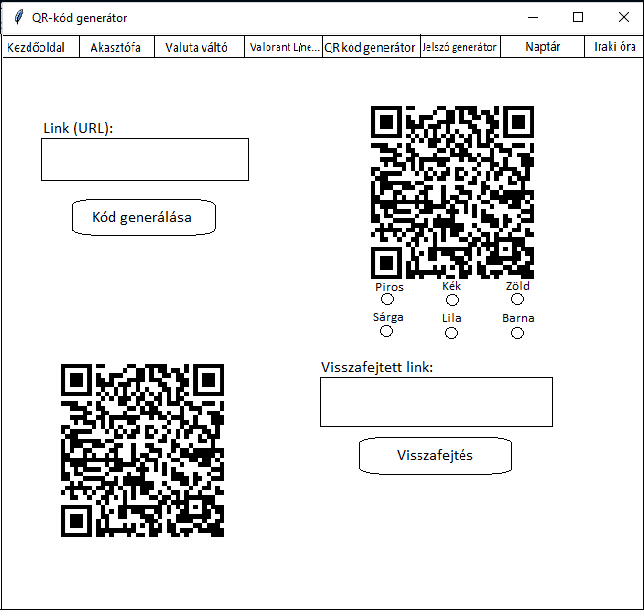 QR-kód generátor
Kezdőoldal Akasztófa Valuta váltó Valorant Line... QR kód generátor Jelszó generátor Naptár Iraki óra
Link (URL):
Kód generálása
Piros Kék Zöld
Sárga Lila Barna
Visszafejtett link:
Visszafejtés